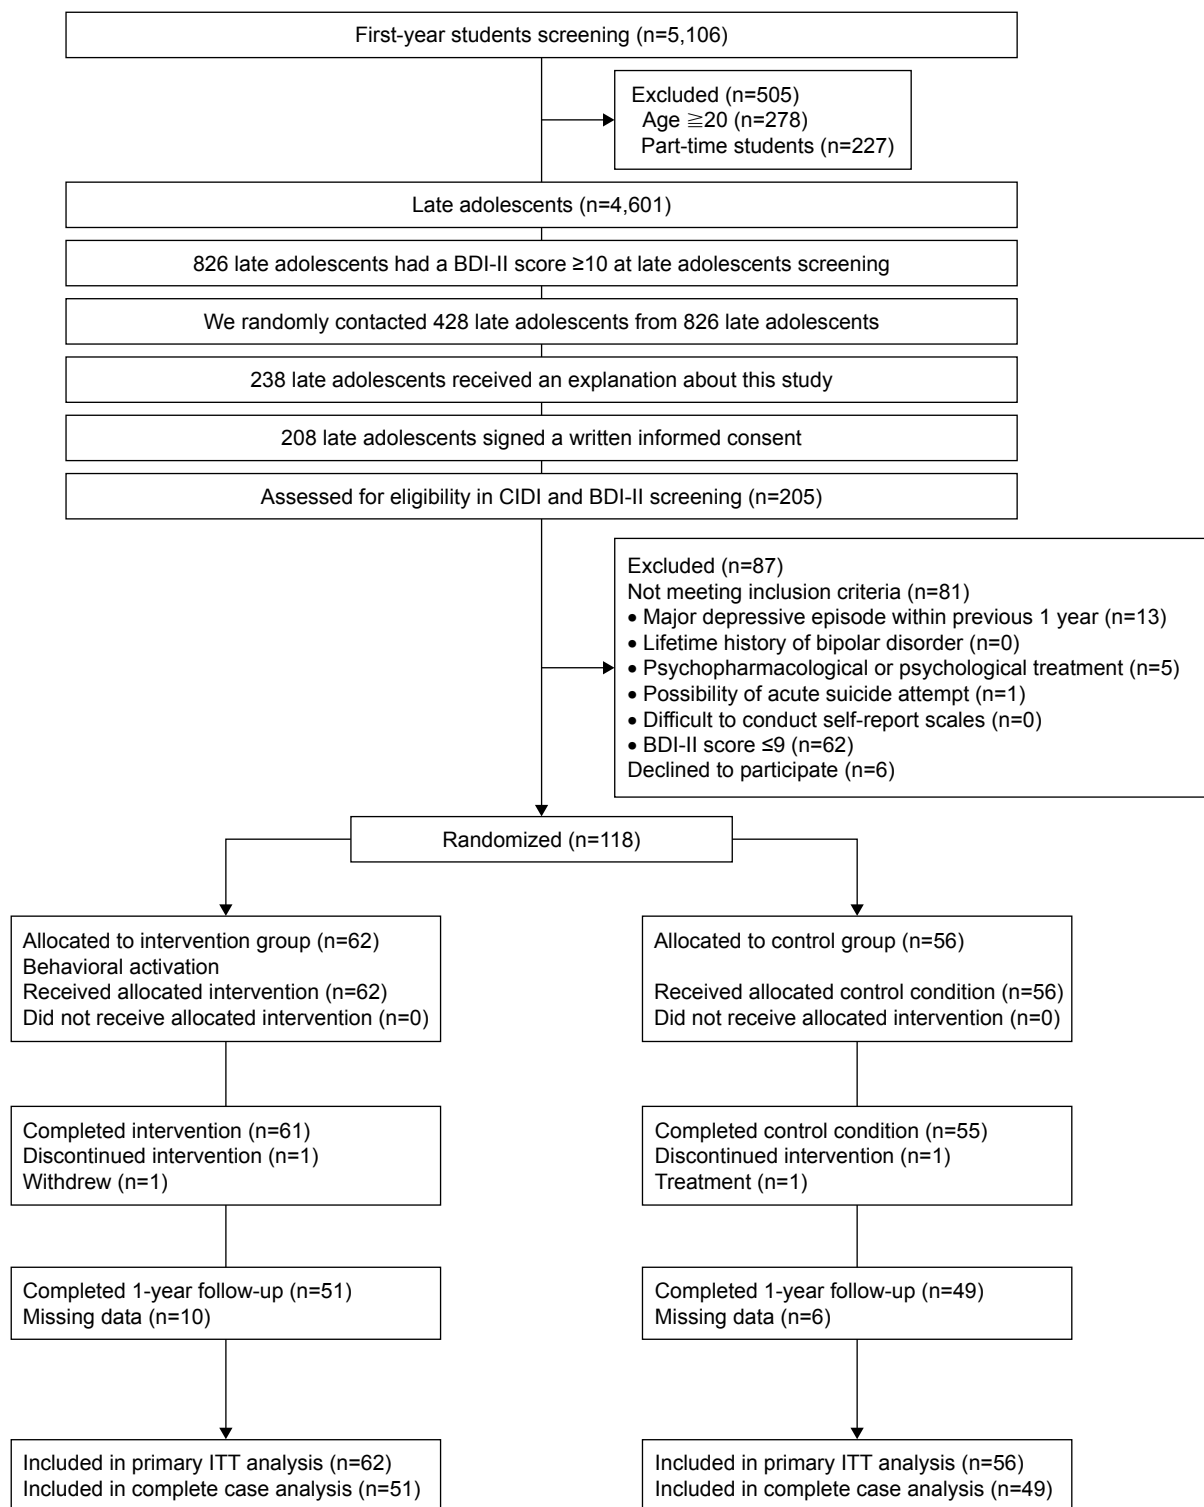 First-year students screening (n=5,106)
Excluded (n=505)
Age ≧20 (n=278)
Part-time students (n=227)
Late adolescents (n=4,601)
826 late adolescents had a BDI-II score ≥10 at late adolescents screening
We randomly contacted 428 late adolescents from 826 late adolescents
238 late adolescents received an explanation about this study
208 late adolescents signed a written informed consent
Assessed for eligibility in CIDI and BDI-II screening (n=205)
Excluded (n=87)
Not meeting inclusion criteria (n=81)
• Major depressive episode within previous 1 year (n=13)
• Lifetime history of bipolar disorder (n=0)
• Psychopharmacological or psychological treatment (n=5)
• Possibility of acute suicide attempt (n=1)
• Difficult to conduct self-report scales (n=0)
• BDI-II score ≤9 (n=62)
Declined to participate (n=6)
Randomized (n=118)
Allocated to intervention group (n=62)
Behavioral activation
Received allocated intervention (n=62)
Did not receive allocated intervention (n=0)
Allocated to control group (n=56)
Received allocated control condition (n=56)
Did not receive allocated intervention (n=0)
Completed intervention (n=61)
Discontinued intervention (n=1)
Withdrew (n=1)
Completed control condition (n=55)
Discontinued intervention (n=1)
Treatment (n=1)
Completed 1-year follow-up (n=51)
Missing data (n=10)
Completed 1-year follow-up (n=49)
Missing data (n=6)
Included in primary ITT analysis (n=62)
Included in complete case analysis (n=51)
Included in primary ITT analysis (n=56)
Included in complete case analysis (n=49)